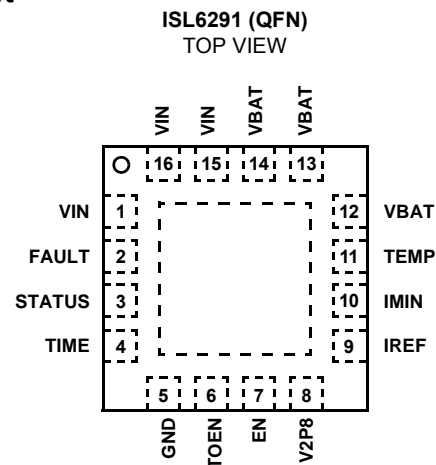 ISL6291 (QFN)
TOP VIEW
VIN VIN VBAT VBAT
16 15 14 13
VIN 1 12 VBAT
FAULT 2 11 TEMP
STATUS 3 10 IMIN
TIME 4 9 IREF
5 6 7 8
GND TOEN EN V2P8